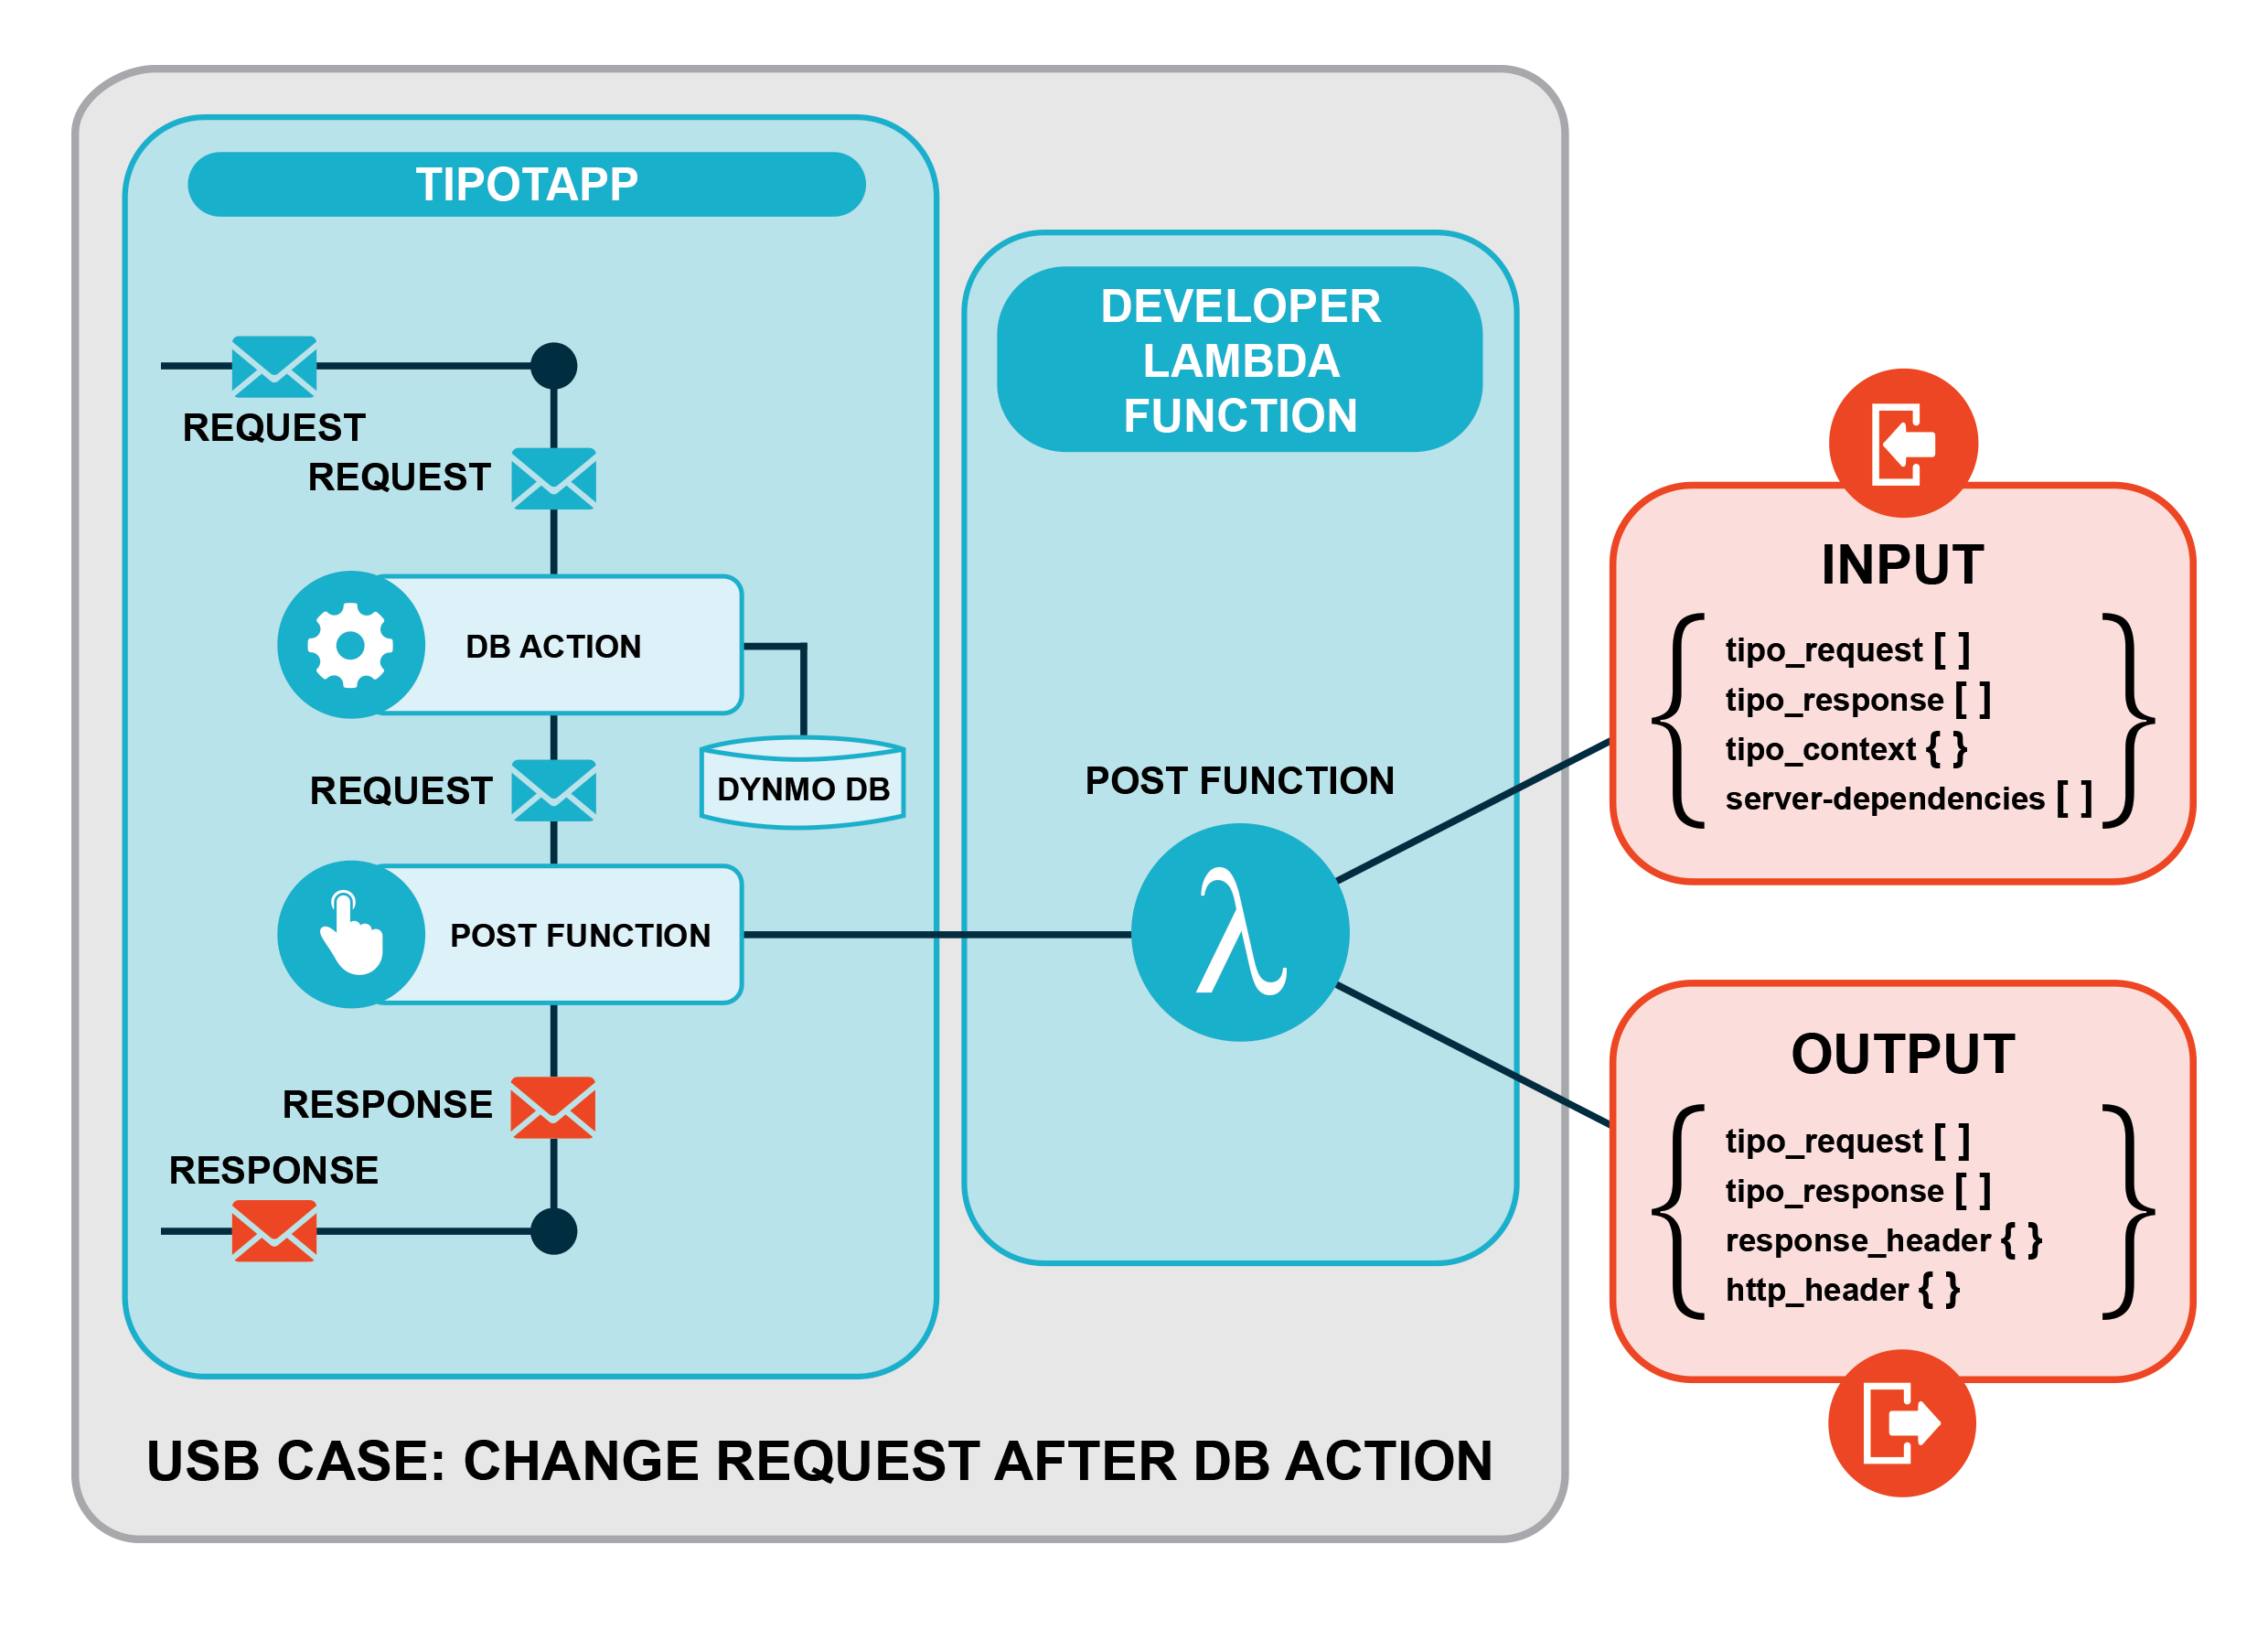 TIPOTAPP
REQUEST
REQUEST
DB ACTION
DYNMO DB
REQUEST
POST FUNCTION
RESPONSE
RESPONSE
DEVELOPER
LAMBDA
FUNCTION
POST FUNCTION
λ
INPUT
{ tipo_request [ ]
tipo_response [ ]
tipo_context { }
server-dependencies [ ] }
OUTPUT
{ tipo_request [ ]
tipo_response [ ]
response_header { }
http_header { } }
USB CASE: CHANGE REQUEST AFTER DB ACTION